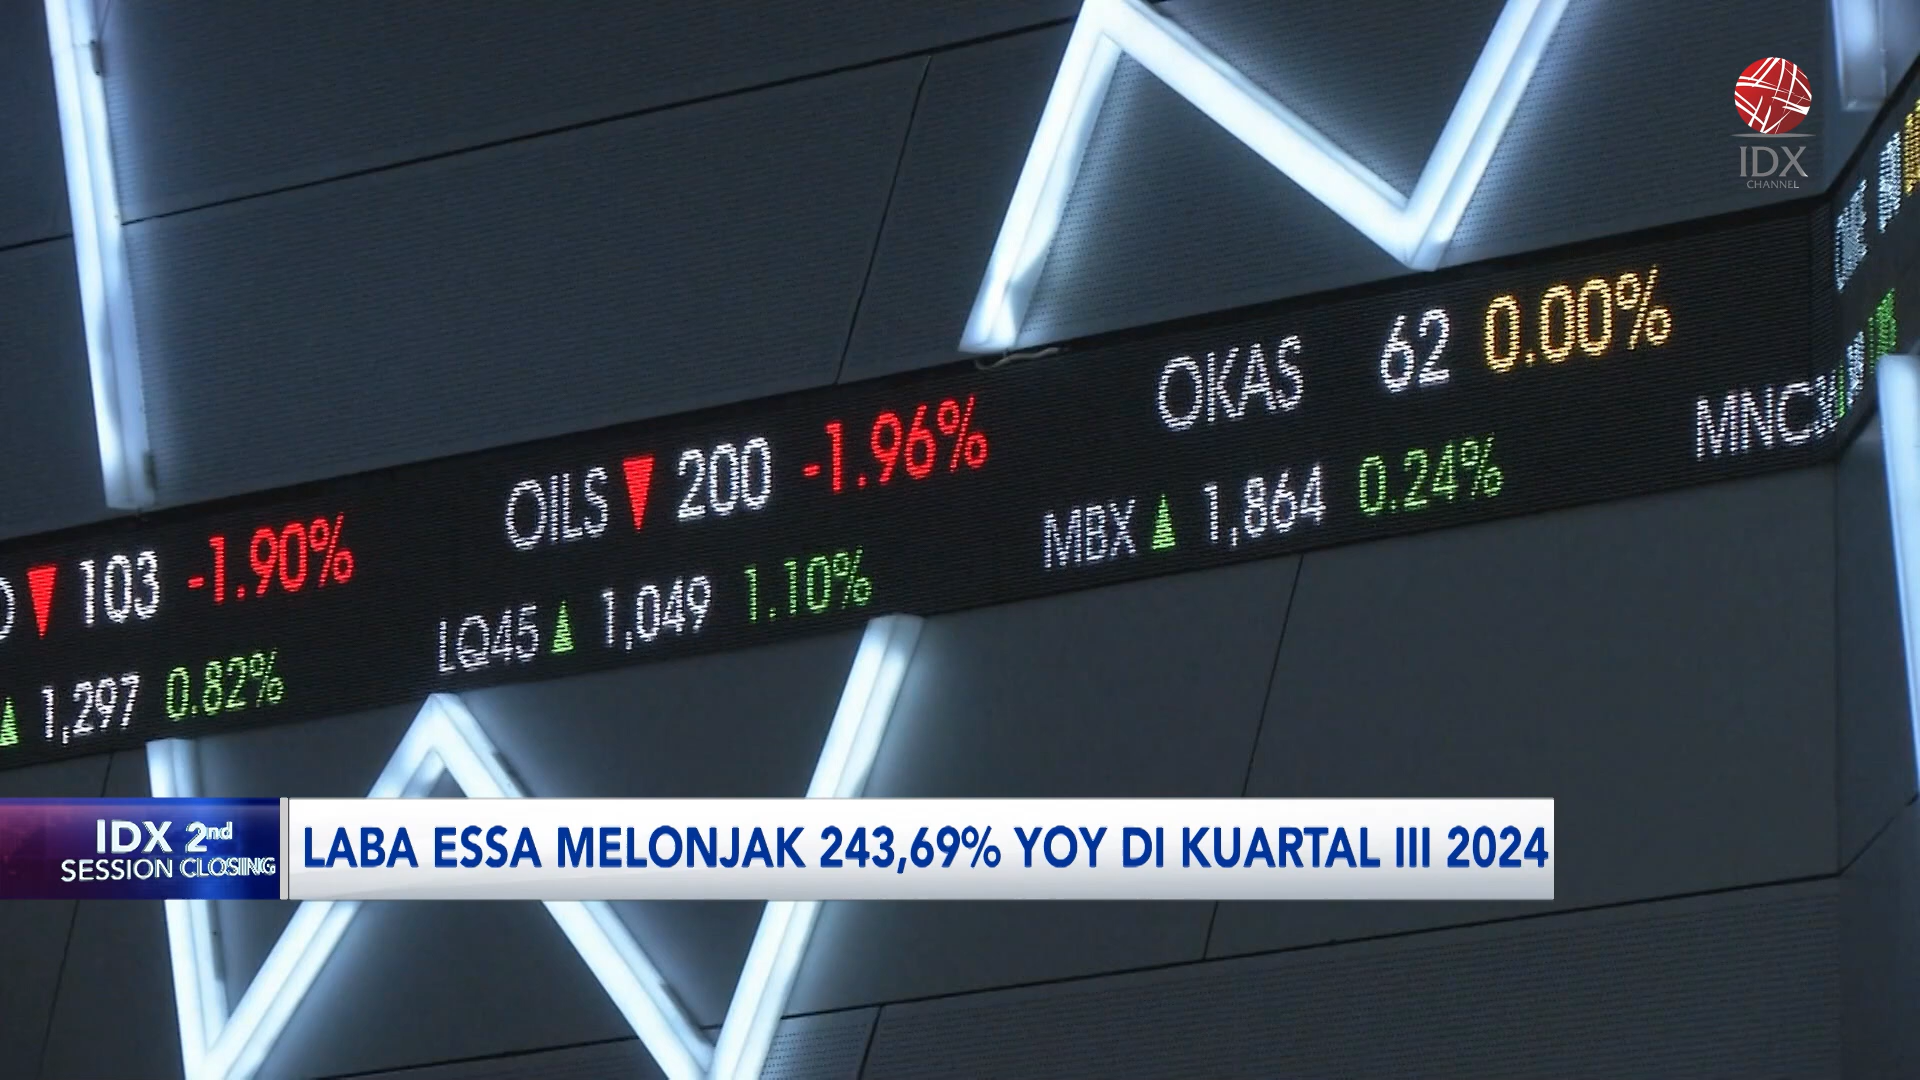 IDX
CHANNEL
103 -1.90% OILS 200 -1.96% OKAS 62 0.00%
1,297 0.82% LQ45 1,049 1.10% MBX 1,864 0.24%
IDX 2nd
SESSION CLOSING
LABA ESSA MELONJAK 243,69% YOY DI KUARTAL III 2024